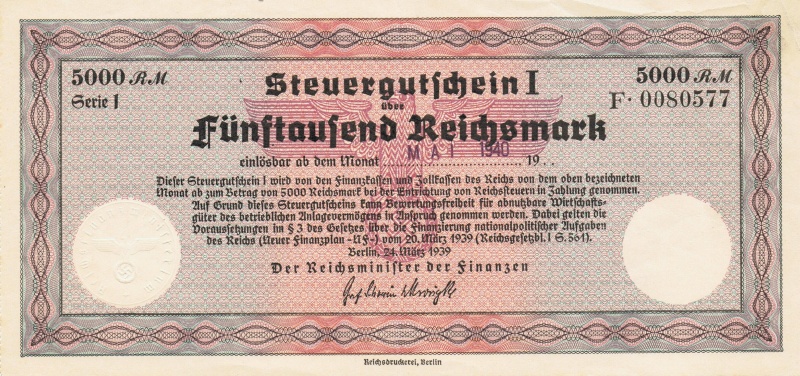 5000 RM
Steuergutschein I
5000 RM
Serie I
über
F· 0080577
Fünftausend Reichsmark
einlösbar ab dem Monat MAI 1940 19
Dieser Steuergutschein I wird von den Finanzkassen und Zollkassen des Reichs von dem oben bezeichneten
Monat ab zum Betrag von 5000 Reichsmark bei der Entrichtung von Reichssteuern in Zahlung genommen.
Auf Grund dieses Steuergutscheins kann Bewertungsfreiheit für abnutzbare Wirtschafts-
güter des betrieblichen Anlagevermögens in Anspruch genommen werden. Dabei gelten die
Voraussetzungen im § 3 des Gesetzes über die Finanzierung nationalpolitischer Aufgaben
des Reichs (Neuer Finanzplan -NF-) vom 20. März 1939 (Reichsgesetzbl. I S. 561).
Berlin, 24. März 1939
Der Reichsminister der Finanzen
Reichsdruckerei, Berlin